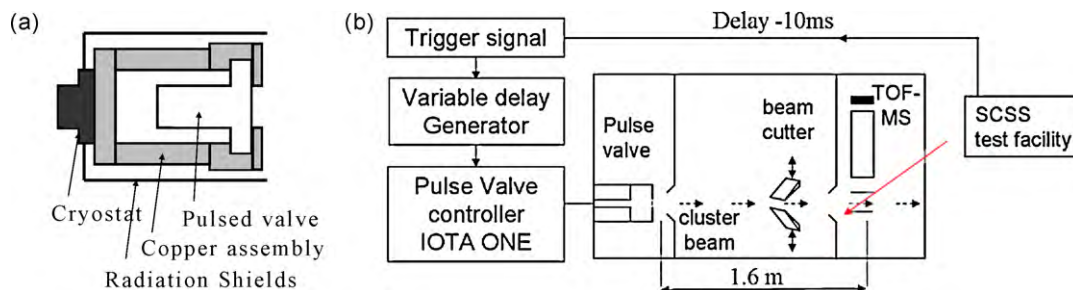 (a)
Cryostat
Pulsed valve
Copper assembly
Radiation Shields
(b)
Delay -10ms
Trigger signal
Variable delay
Generator
Pulse Valve
controller
IOTA ONE
Pulse
valve
cluster
beam
beam
cutter
TOF-
MS
SCSS
test facility
1.6 m